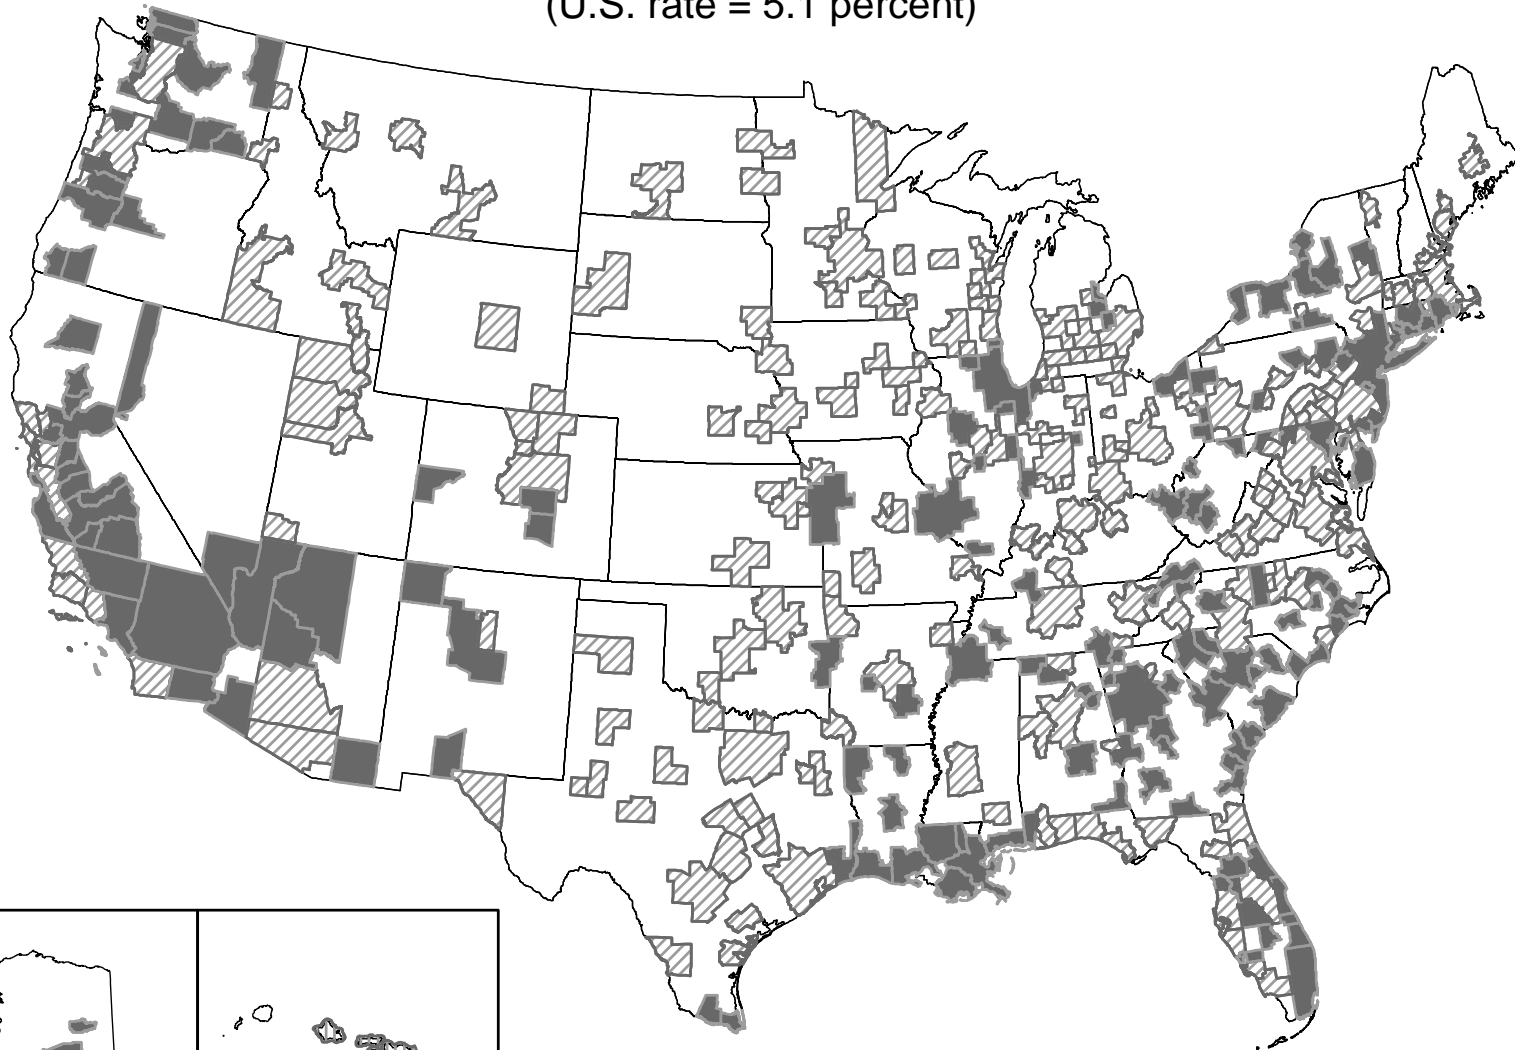 (U.S. rate = 5.1 percent)